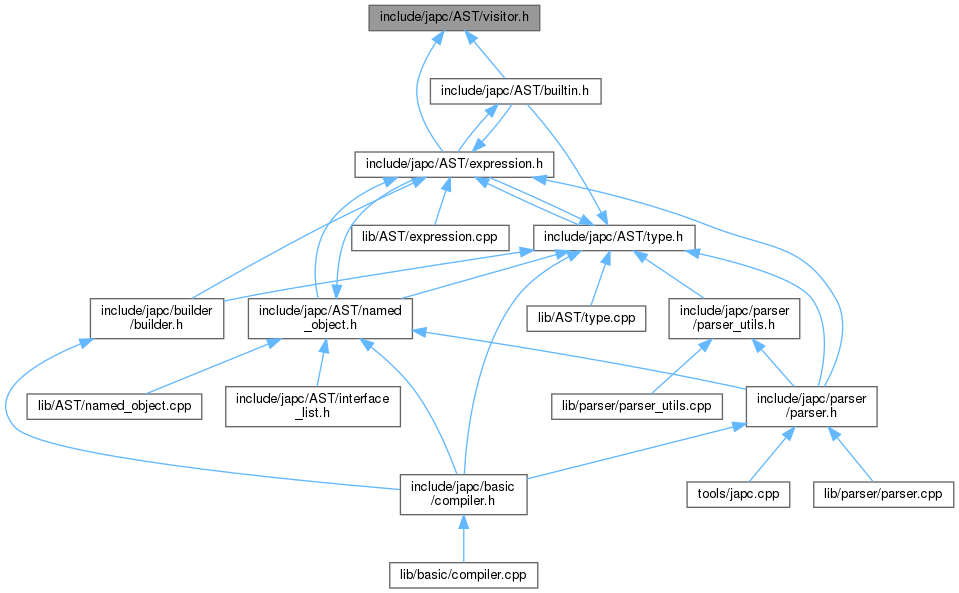 include/japc/AST/visitor.h
include/japc/AST/builtin.h
include/japc/AST/expression.h
lib/AST/expression.cpp
include/japc/AST/type.h
include/japc/builder
/builder.h
include/japc/AST/named
_object.h
lib/AST/type.cpp
include/japc/parser
/parser_utils.h
lib/AST/named_object.cpp
include/japc/AST/interface
_list.h
lib/parser/parser_utils.cpp
include/japc/parser
/parser.h
include/japc/basic
/compiler.h
tools/japc.cpp
lib/parser/parser.cpp
lib/basic/compiler.cpp